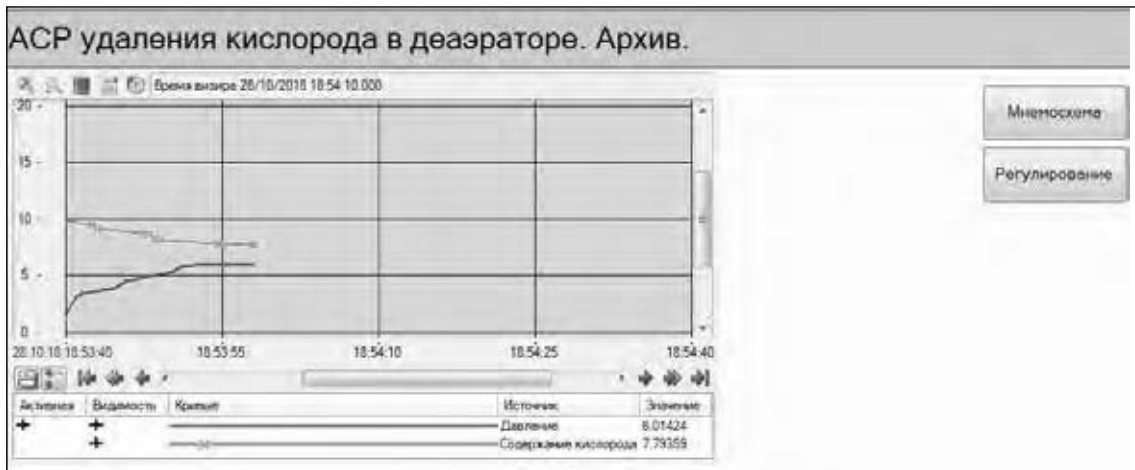 АСР удаления кислорода в деаэраторе. Архив.
Время визира 28/10/2018 18:54:10.000
Мнемосхема
Регулирование
20
15
10
5
0
28.10.18 18:53:40 18:53:55 18:54:10 18:54:25 18:54:40
Активная Видимость Кривые Источник Значение
Давление 6.01424
Содержание кислорода 7.79359